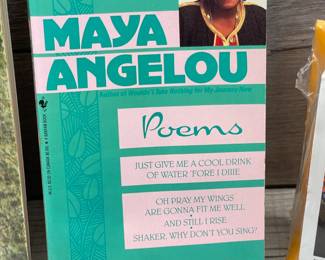 MAYA
ANGELOU
Author of Wouldn't Take Nothing for My Journey Now
Poems
JUST GIVE ME A COOL DRINK
OF WATER 'FORE I DIIIE
OH PRAY MY WINGS
ARE GONNA FIT ME WELL
AND STILL I RISE
SHAKER, WHY DON'T YOU SING?